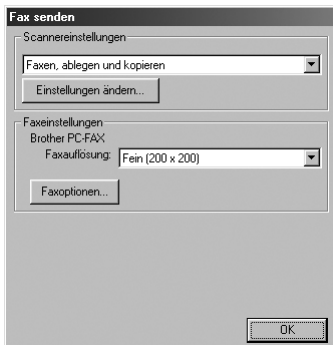 Fax senden
Scannereinstellungen
Faxen, ablegen und kopieren
Einstellungen ändern...
Faxeinstellungen
Brother PC-FAX
Faxauflösung: Fein (200 x 200)
Faxoptionen...
OK